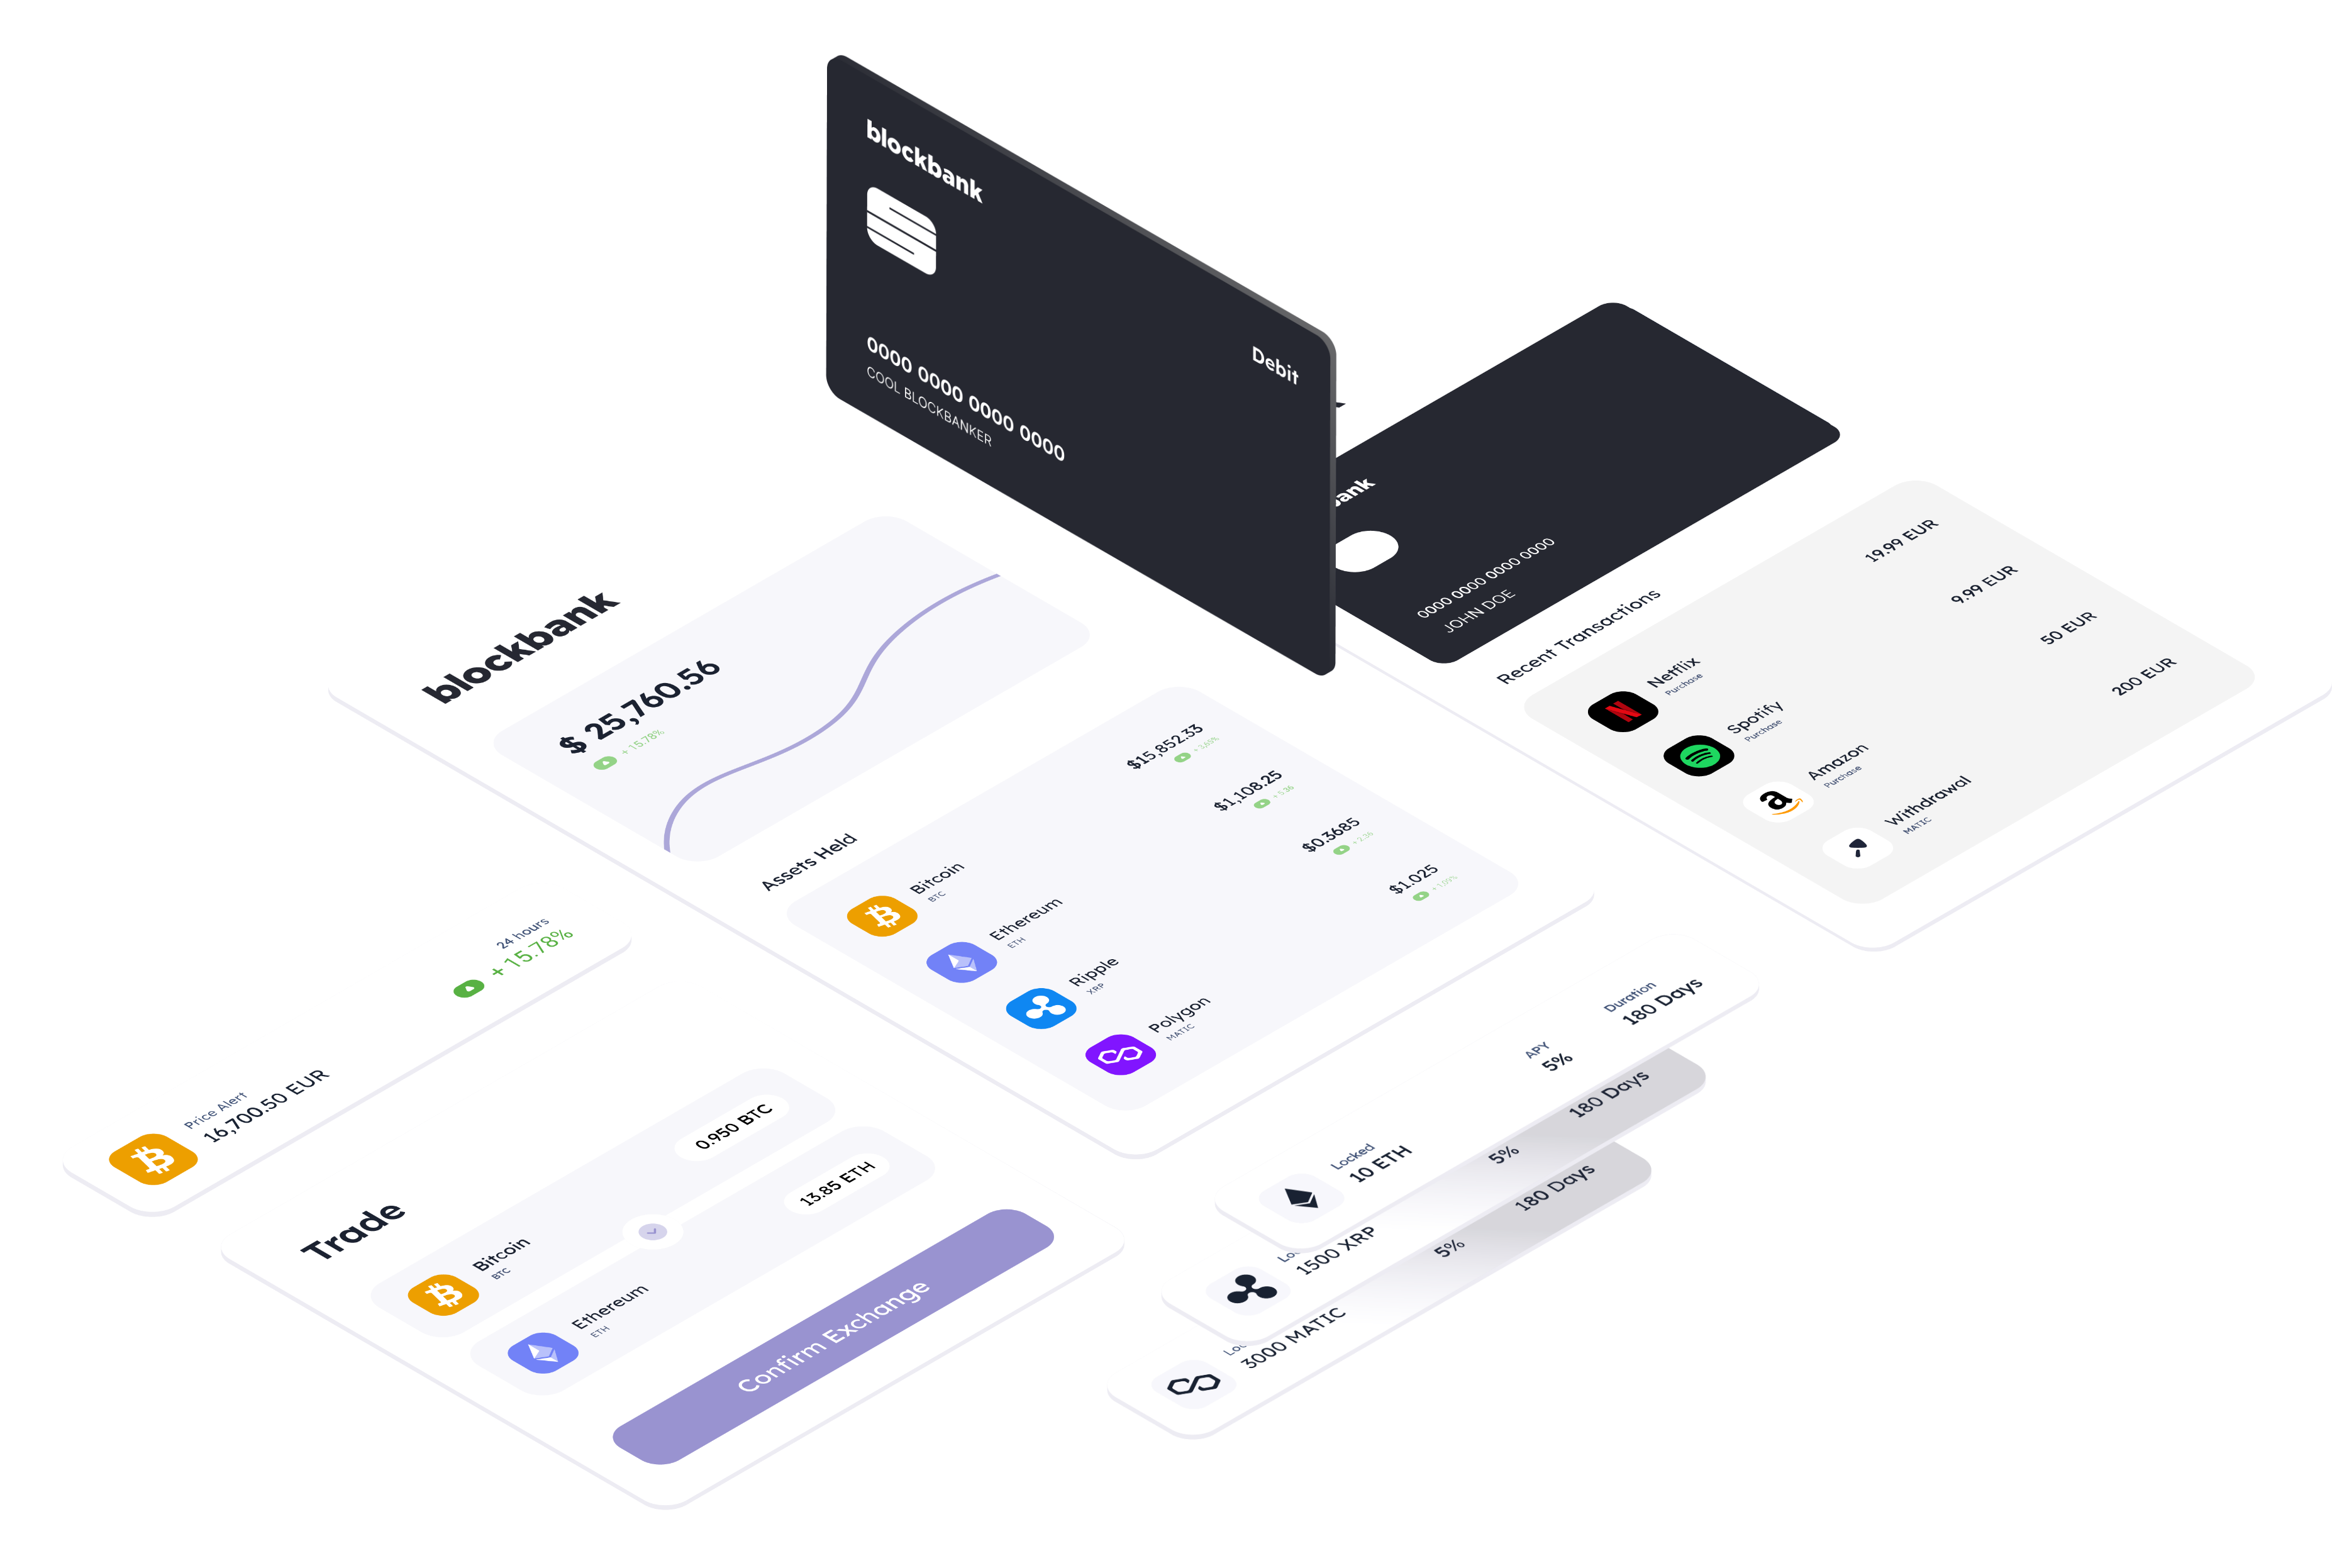 blockbank
Debit
0000 0000 0000 0000
COOL BLOCKBANKER
0000 0000 0000 0000
JOHN DOE
Recent Transactions
Netflix
Purchase
19.99 EUR
Spotify
Purchase
9.99 EUR
Amazon
Purchase
50 EUR
Withdrawal
MATIC
200 EUR
blockbank
$ 25,760.56
+ 15.78%
Assets Held
Bitcoin
BTC
$15,852.33
Ethereum
ETH
$1,108.25
+ 5.36
Ripple
XRP
$0.3685
+ 2.36
Polygon
MATIC
$1.025
24 hours
+ 15.78%
Price Alert
16,700.50 EUR
Trade
Bitcoin
BTC
0.950 BTC
Ethereum
ETH
13.85 ETH
Confirm Exchange
Locked
10 ETH
APY
5%
Duration
180 Days
1500 XRP
5%
180 Days
3000 MATIC
5%
180 Days